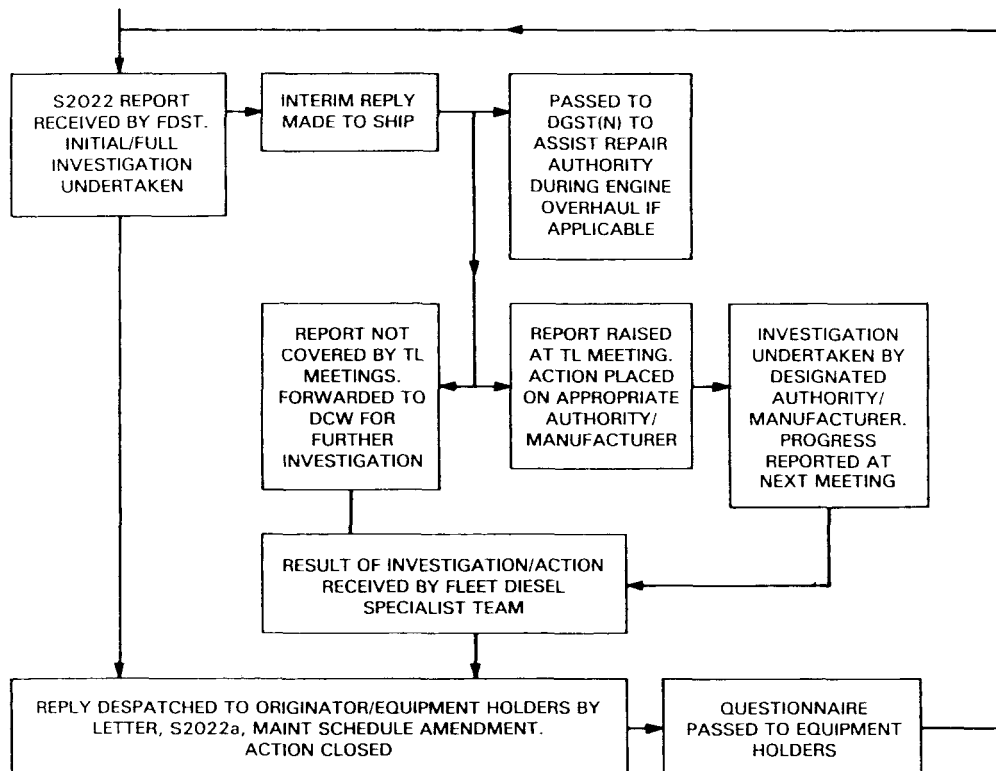 S2022 REPORT
RECEIVED BY FDST.
INITIAL/FULL
INVESTIGATION
UNDERTAKEN
INTERIM REPLY
MADE TO SHIP
PASSED TO
DGST(N) TO
ASSIST REPAIR
AUTHORITY
DURING ENGINE
OVERHAUL IF
APPLICABLE
REPORT NOT
COVERED BY TL
MEETINGS.
FORWARDED TO
DCW FOR
FURTHER
INVESTIGATION
REPORT RAISED
AT TL MEETING.
ACTION PLACED
ON APPROPRIATE
AUTHORITY/
MANUFACTURER
INVESTIGATION
UNDERTAKEN BY
DESIGNATED
AUTHORITY/
MANUFACTURER.
PROGRESS
REPORTED AT
NEXT MEETING
RESULT OF INVESTIGATION/ACTION
RECEIVED BY FLEET DIESEL
SPECIALIST TEAM
REPLY DESPATCHED TO ORIGINATOR/EQUIPMENT HOLDERS BY
LETTER, S2022a, MAINT SCHEDULE AMENDMENT.
ACTION CLOSED
QUESTIONNAIRE
PASSED TO EQUIPMENT
HOLDERS